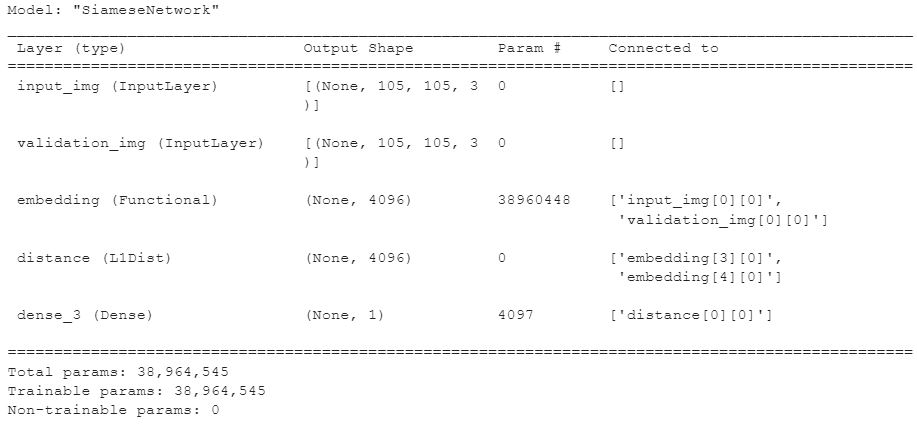 Model: "SiameseNetwork"
Layer (type) Output Shape Param # Connected to
input_img (InputLayer) [(None, 105, 105, 3 0 []
)]
validation_img (InputLayer) [(None, 105, 105, 3 0 []
)]
embedding (Functional) (None, 4096) 38960448 ['input_img[0][0]',
'validation_img[0][0]']
distance (L1Dist) (None, 4096) 0 ['embedding[3][0]',
'embedding[4][0]']
dense_3 (Dense) (None, 1) 4097 ['distance[0][0]']
Total params: 38,964,545
Trainable params: 38,964,545
Non-trainable params: 0